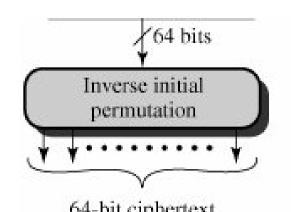 64 bits
Inverse initial
permutation
64-bit ciphertext